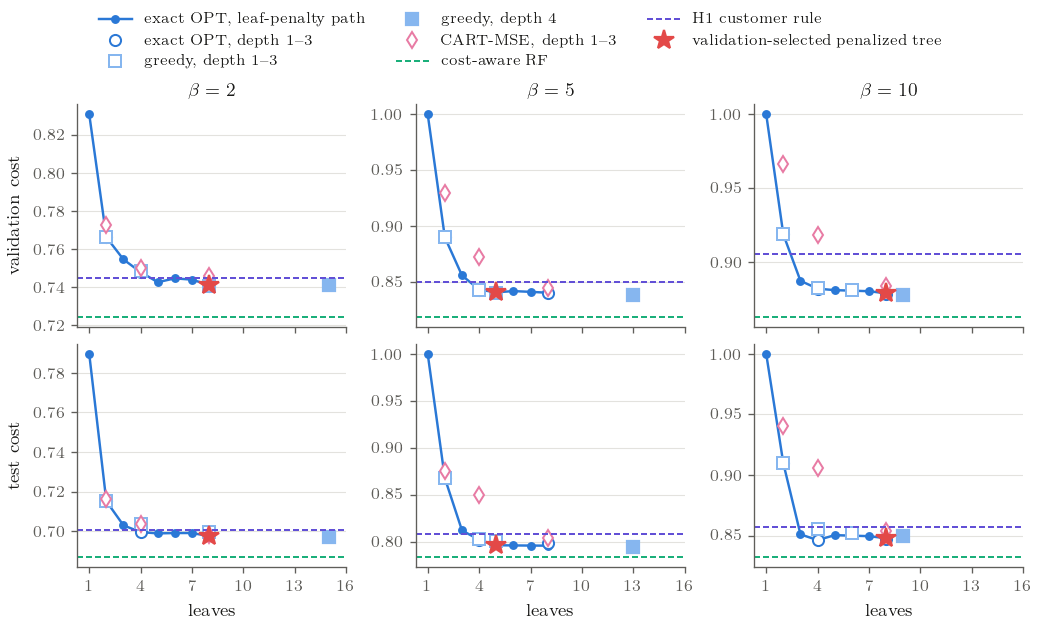 exact OPT, leaf-penalty path
exact OPT, depth 1–3
greedy, depth 1–3
greedy, depth 4
CART-MSE, depth 1–3
cost-aware RF
H1 customer rule
validation-selected penalized tree
β = 2
β = 5
β = 10
validation cost
0.82
0.80
0.78
0.76
0.74
0.72
1.00
0.95
0.90
0.85
1.00
0.95
0.90
test cost
0.78
0.76
0.74
0.72
0.70
1.00
0.95
0.90
0.85
0.80
1.00
0.95
0.90
0.85
1 4 7 10 13 16
1 4 7 10 13 16
1 4 7 10 13 16
leaves
leaves
leaves